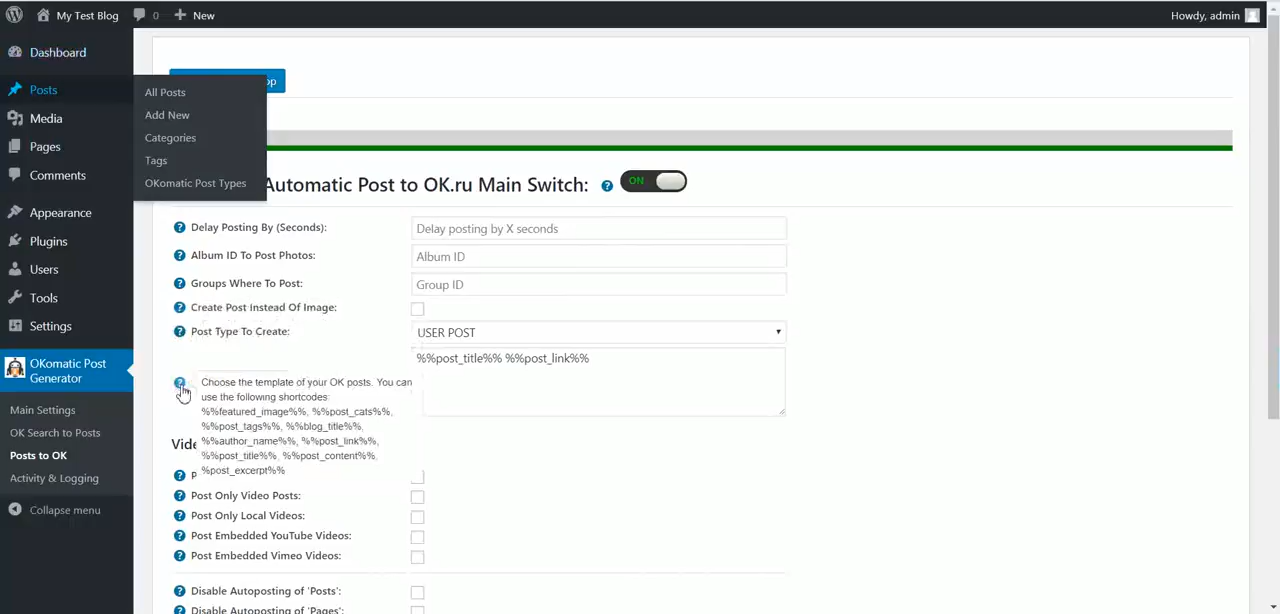 My Test Blog
0
New
Howdy, admin
Dashboard
Posts
Media
Pages
Comments
Appearance
Plugins
Users
Tools
Settings
OKomatic Post
Generator
Main Settings
OK Search to Posts
Posts to OK
Activity & Logging
Collapse menu
All Posts
Add New
Categories
Tags
OKomatic Post Types
Automatic Post to OK.ru Main Switch:
ON
Delay Posting By (Seconds):
Delay posting by X seconds
Album ID To Post Photos:
Album ID
Groups Where To Post:
Group ID
Create Post Instead Of Image:
Post Type To Create:
USER POST
%%post_title%% %%post_link%%
Choose the template of your OK posts. You can
use the following shortcodes:
%%featured_image%%, %%post_cats%%,
%%post_tags%%, %%blog_title%%,
%%author_name%%, %%post_link%%,
%%post_title%%, %%post_content%%,
%post_excerpt%%
Post Only Video Posts:
Post Only Local Videos:
Post Embedded YouTube Videos:
Post Embedded Vimeo Videos:
Disable Autoposting of 'Posts':
Disable Autoposting of 'Pages':